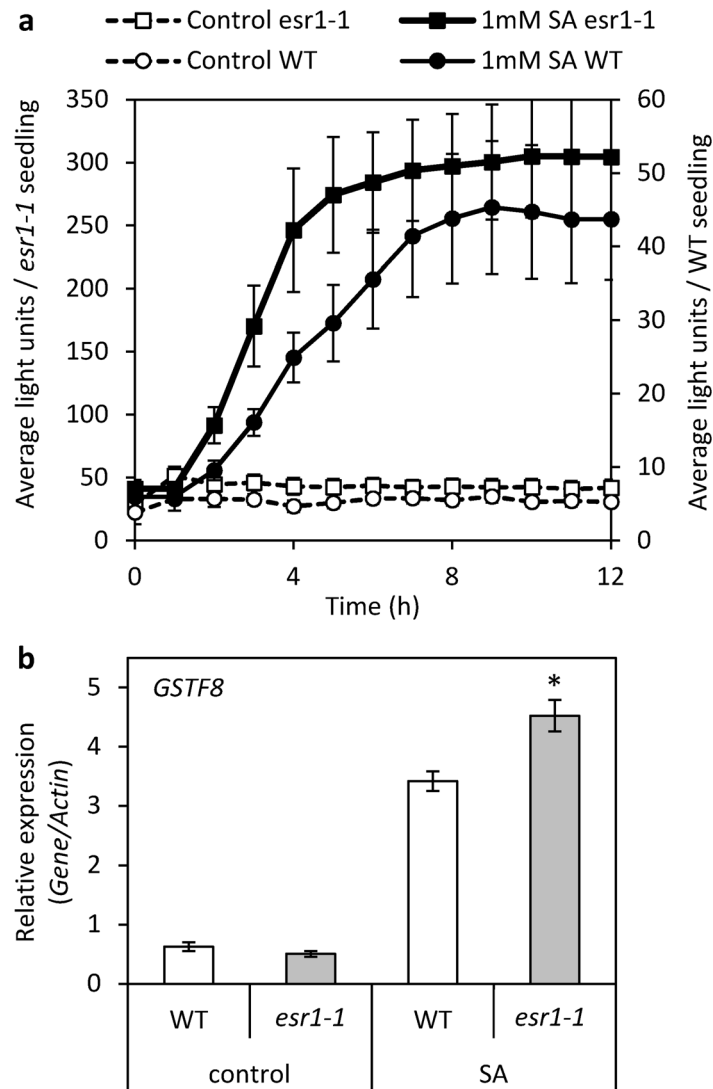 a
Control esr1-1
1mM SA esr1-1
Control WT
1mM SA WT
350
300
250
200
150
100
50
0
60
50
40
30
20
10
0
Average light units / esr1-1 seedling
Average light units / WT seedling
0
4
8
12
Time (h)
b
GSTF8
*
5
4
3
2
1
0
Relative expression
(Gene/Actin)
WT
esr1-1
WT
esr1-1
control
SA